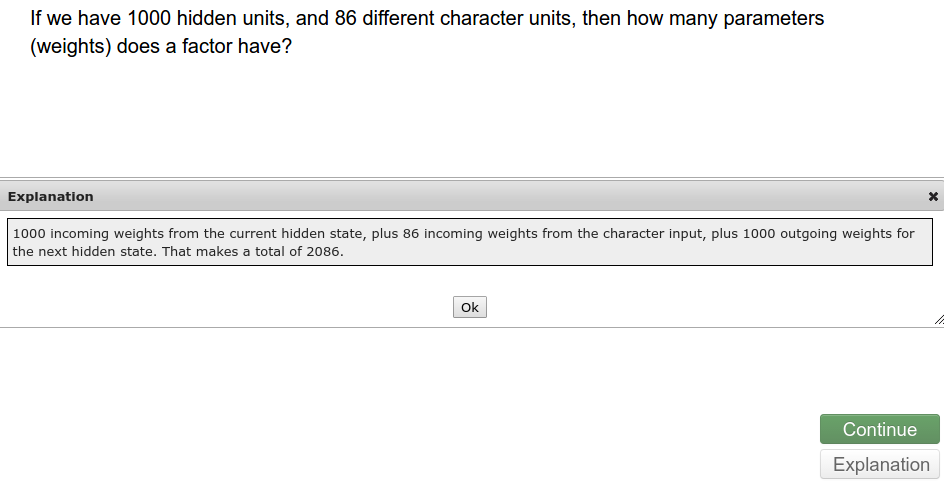 If we have 1000 hidden units, and 86 different character units, then how many parameters
(weights) does a factor have?
Explanation
1000 incoming weights from the current hidden state, plus 86 incoming weights from the character input, plus 1000 outgoing weights for
the next hidden state. That makes a total of 2086.
Ok
Continue
Explanation